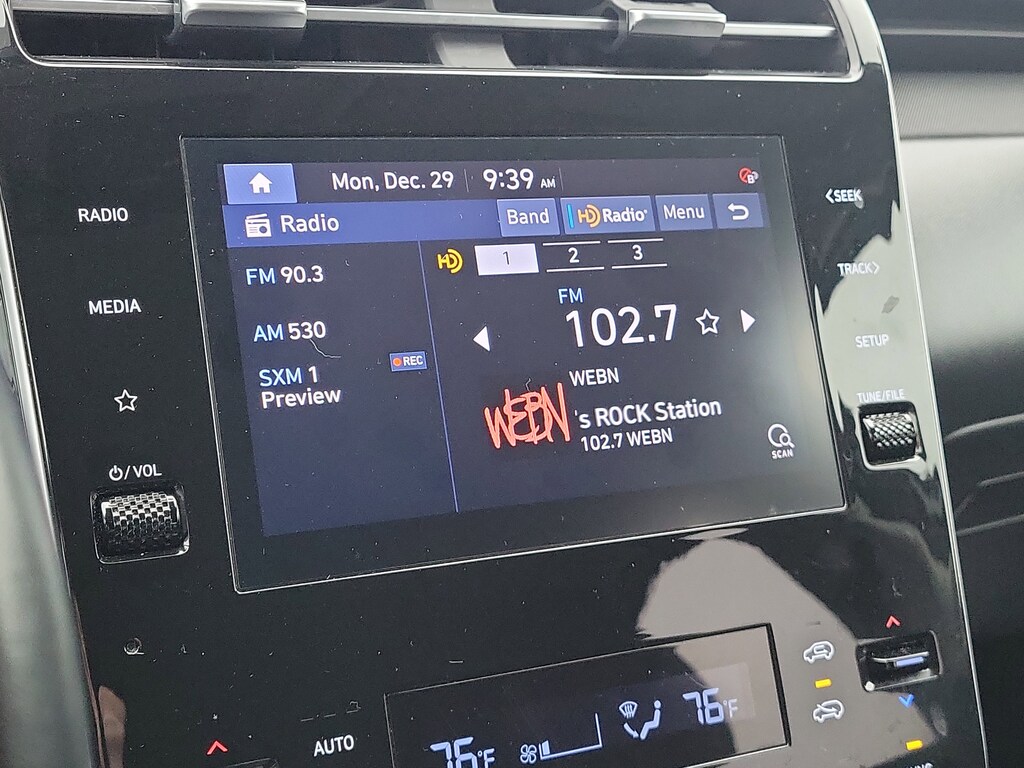 Mon, Dec. 29 9:39 AM
Radio Band HD Radio Menu
RADIO
MEDIA
VOL
FM 90.3
AM 530
REC
SXM 1
Preview
HD 1 2 3
FM
102.7
WEBN
WEBN 's ROCK Station
102.7 WEBN
SCAN
SEEK
TRACK
SETUP
TUNE/FILE
AUTO
76°F
76°F